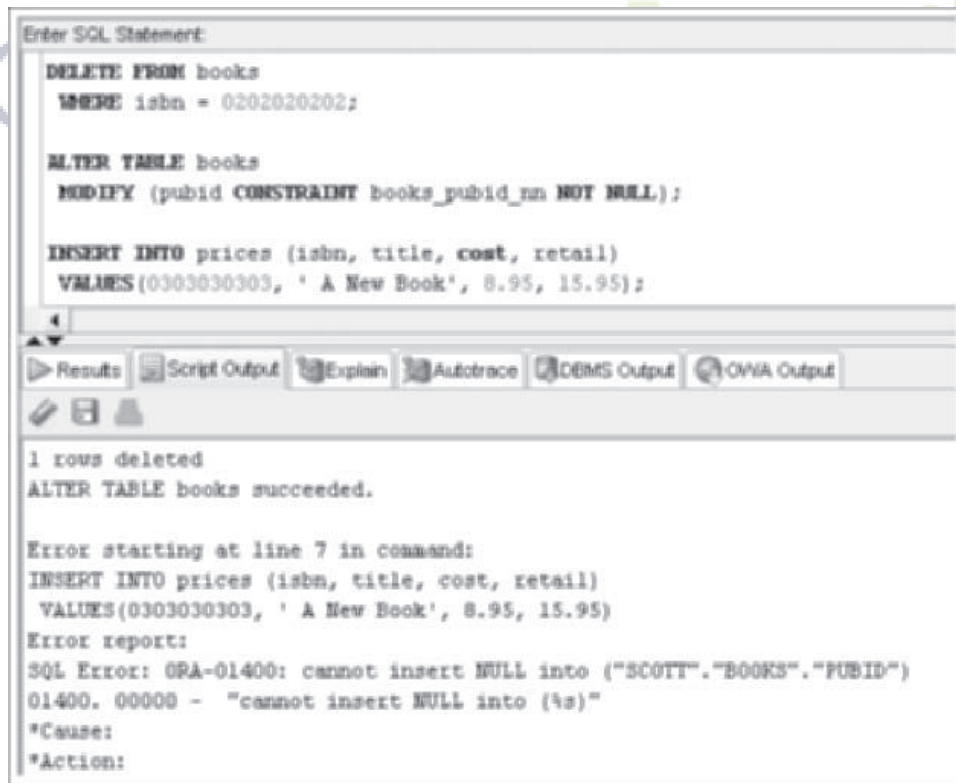 Enter SQL Statement:
DELETE FROM books
WHERE isbn = 0202020202;
ALTER TABLE books
MODIFY (pubid CONSTRAINT books_pubid_nn NOT NULL);
INSERT INTO prices (isbn, title, cost, retail)
VALUES(0303030303, ' A New Book', 8.95, 15.95);
Results Script Output Explain Autotrace DBMS Output OWA Output
1 rows deleted
ALTER TABLE books succeeded.
Error starting at line 7 in command:
INSERT INTO prices (isbn, title, cost, retail)
VALUES(0303030303, ' A New Book', 8.95, 15.95)
Error report:
SQL Error: ORA-01400: cannot insert NULL into ("SCOTT"."BOOKS"."PUBID")
01400. 00000 - "cannot insert NULL into (%s)"
*Cause:
*Action: